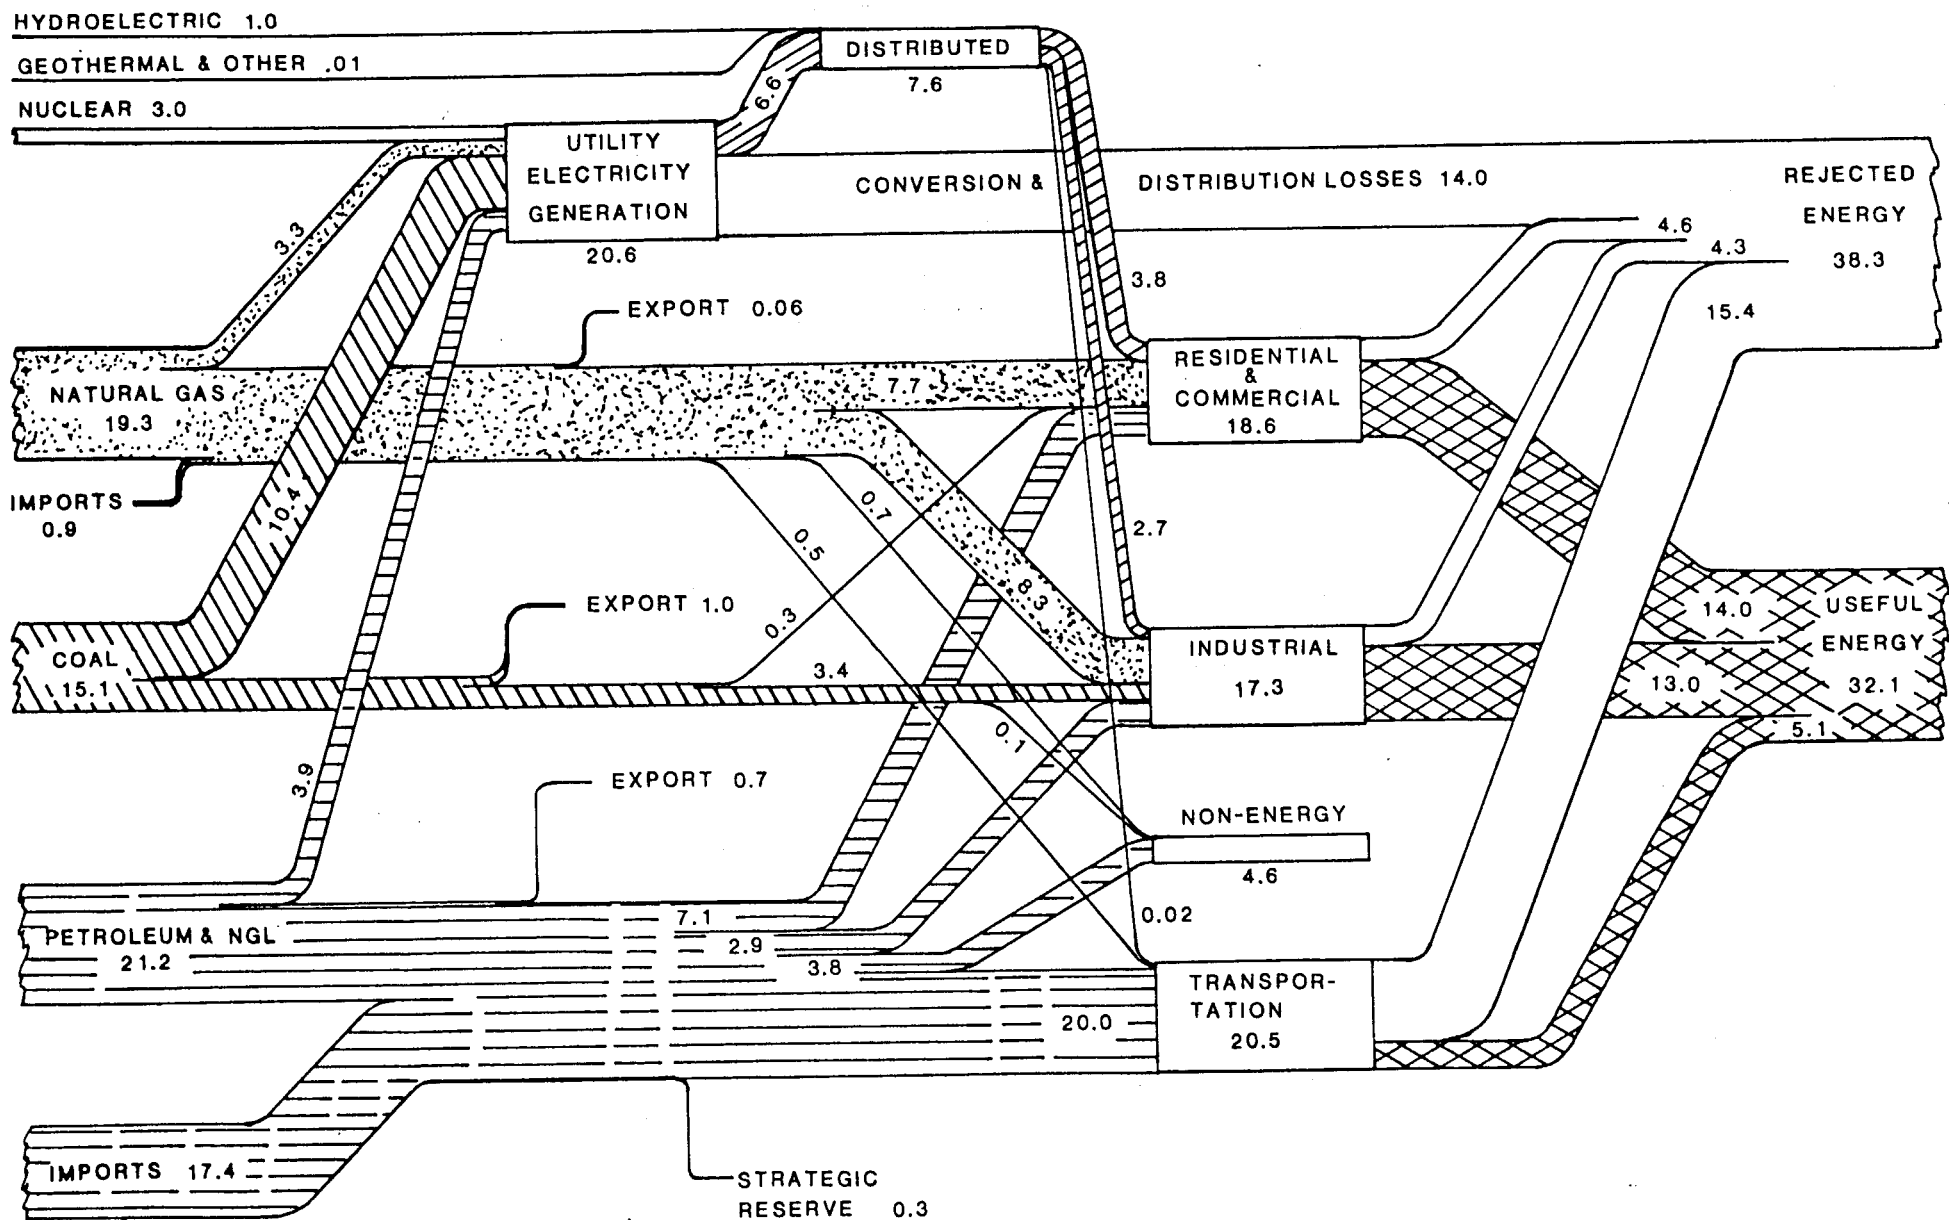 HYDROELECTRIC 1.0
GEOTHERMAL & OTHER .01
NUCLEAR 3.0
6.6
DISTRIBUTED
7.6
UTILITY
ELECTRICITY
GENERATION
20.6
CONVERSION & DISTRIBUTION LOSSES 14.0
REJECTED
ENERGY
38.3
4.6
4.3
15.4
3.3
3.8
EXPORT 0.06
NATURAL GAS
19.3
7.7
RESIDENTIAL
&
COMMERCIAL
18.6
IMPORTS
0.9
10.4
0.7
0.5
2.7
8.3
0.3
EXPORT 1.0
COAL
15.1
3.4
INDUSTRIAL
17.3
14.0
13.0
5.1
USEFUL
ENERGY
32.1
0.1
3.9
EXPORT 0.7
NON-ENERGY
4.6
0.02
PETROLEUM & NGL
21.2
7.1
2.9
3.8
20.0
TRANSPOR-
TATION
20.5
IMPORTS 17.4
STRATEGIC
RESERVE 0.3